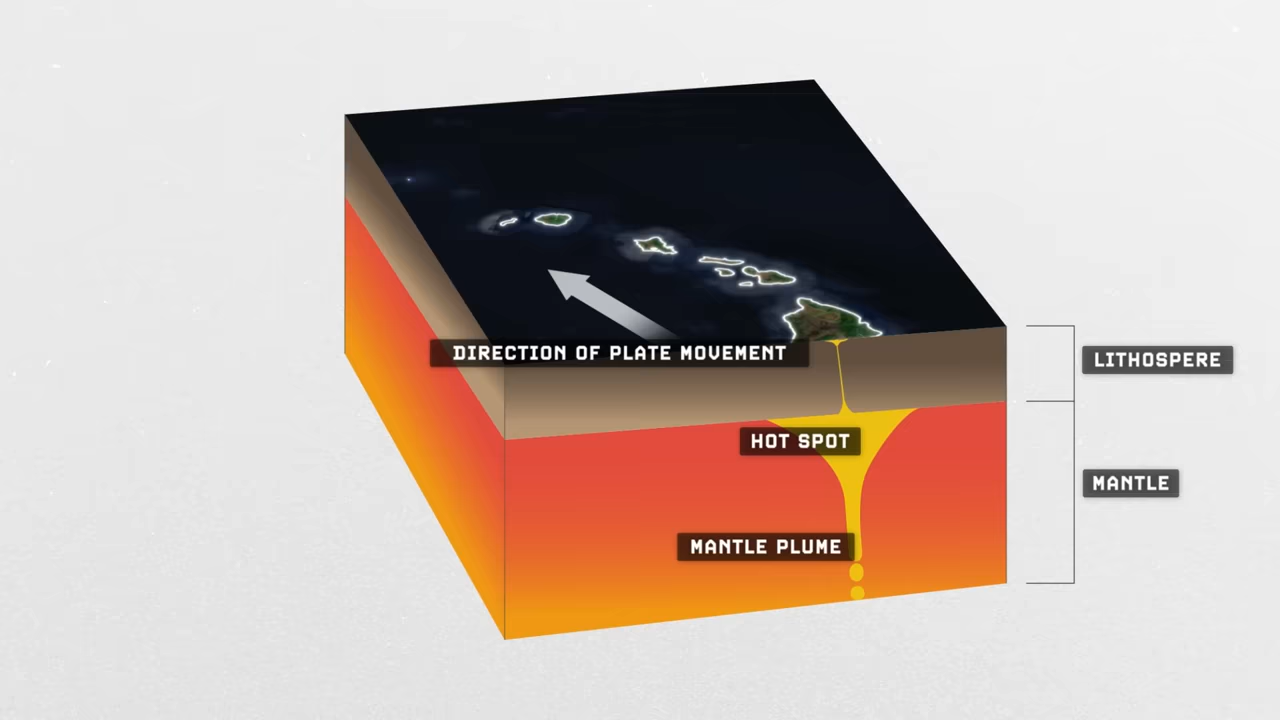 DIRECTION OF PLATE MOVEMENT
LITHOSPERE
HOT SPOT
MANTLE
MANTLE PLUME